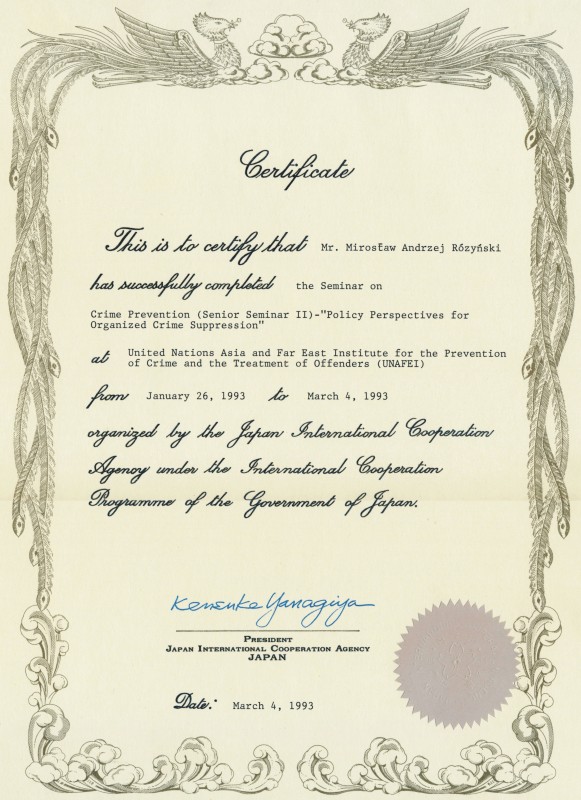 Certificate
This is to certify that Mr. Mirosław Andrzej Rózyński
has successfully completed the Seminar on
Crime Prevention (Senior Seminar II)-"Policy Perspectives for
Organized Crime Suppression"
at United Nations Asia and Far East Institute for the Prevention
of Crime and the Treatment of Offenders (UNAFEI)
from January 26, 1993 to March 4, 1993
organized by the Japan International Cooperation
Agency under the International Cooperation
Programme of the Government of Japan.
Kensuke Yanagiya
PRESIDENT
JAPAN INTERNATIONAL COOPERATION AGENCY
JAPAN
Date: March 4, 1993